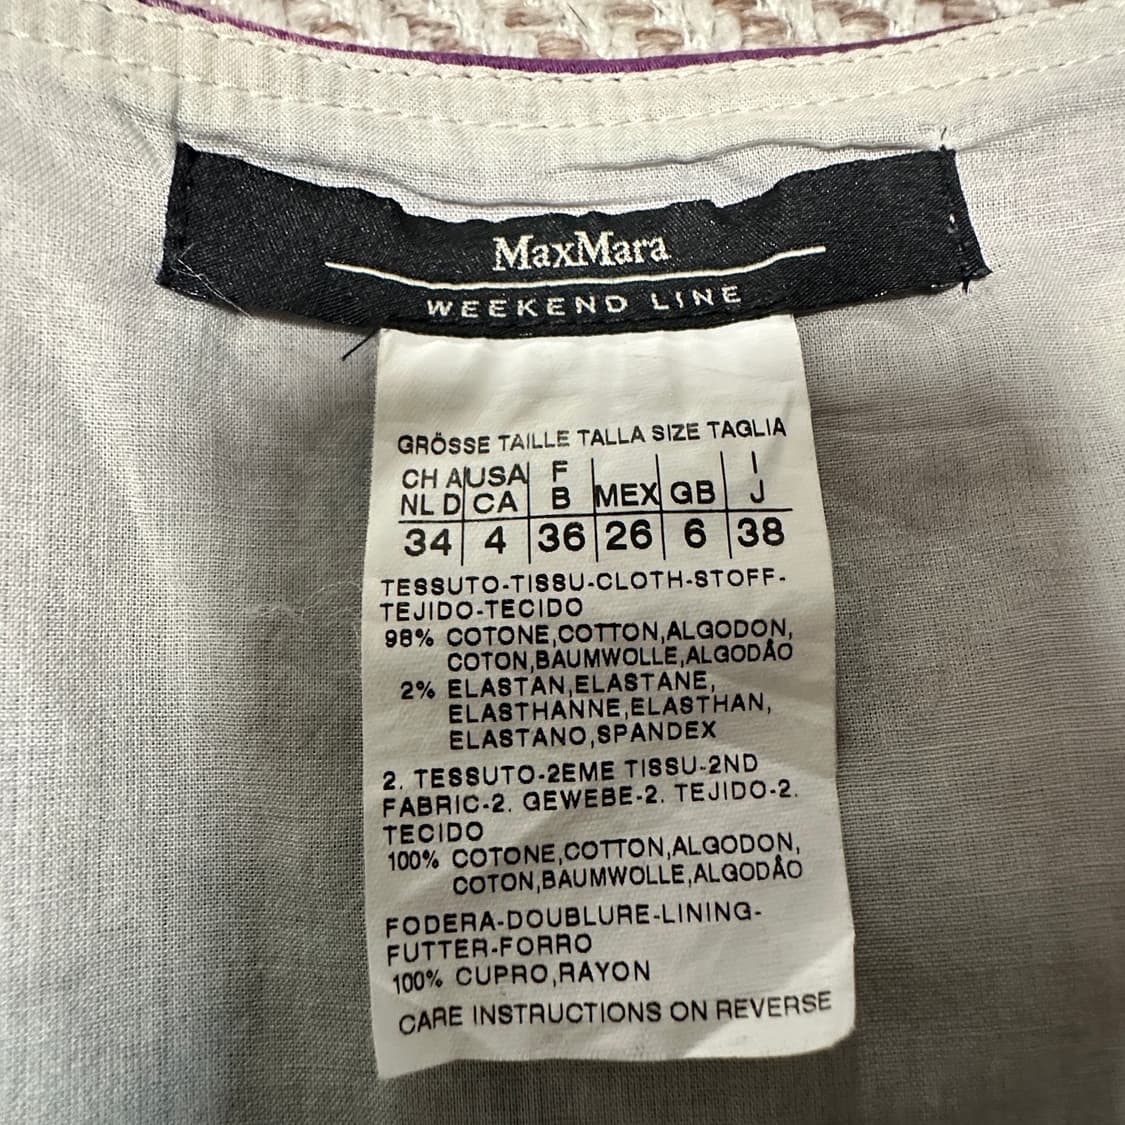 MaxMara
WEEKEND LINE
GRÖSSE TAILLE TALLA SIZE TAGLIA
CH A USA F MEX GB I
NL D CA B J
34 4 36 26 6 38
TESSUTO-TISSU-CLOTH-STOFF-
TEJIDO-TECIDO
98% COTONE,COTTON,ALGODON,
COTON,BAUMWOLLE,ALGODÂO
2% ELASTAN,ELASTANE,
ELASTHANNE,ELASTHAN,
ELASTANO,SPANDEX
2. TESSUTO-2EME TISSU-2ND
FABRIC-2. GEWEBE-2. TEJIDO-2.
TECIDO
100% COTONE,COTTON,ALGODON,
COTON,BAUMWOLLE,ALGODÂO
FODERA-DOUBLURE-LINING-
FUTTER-FORRO
100% CUPRO,RAYON
CARE INSTRUCTIONS ON REVERSE